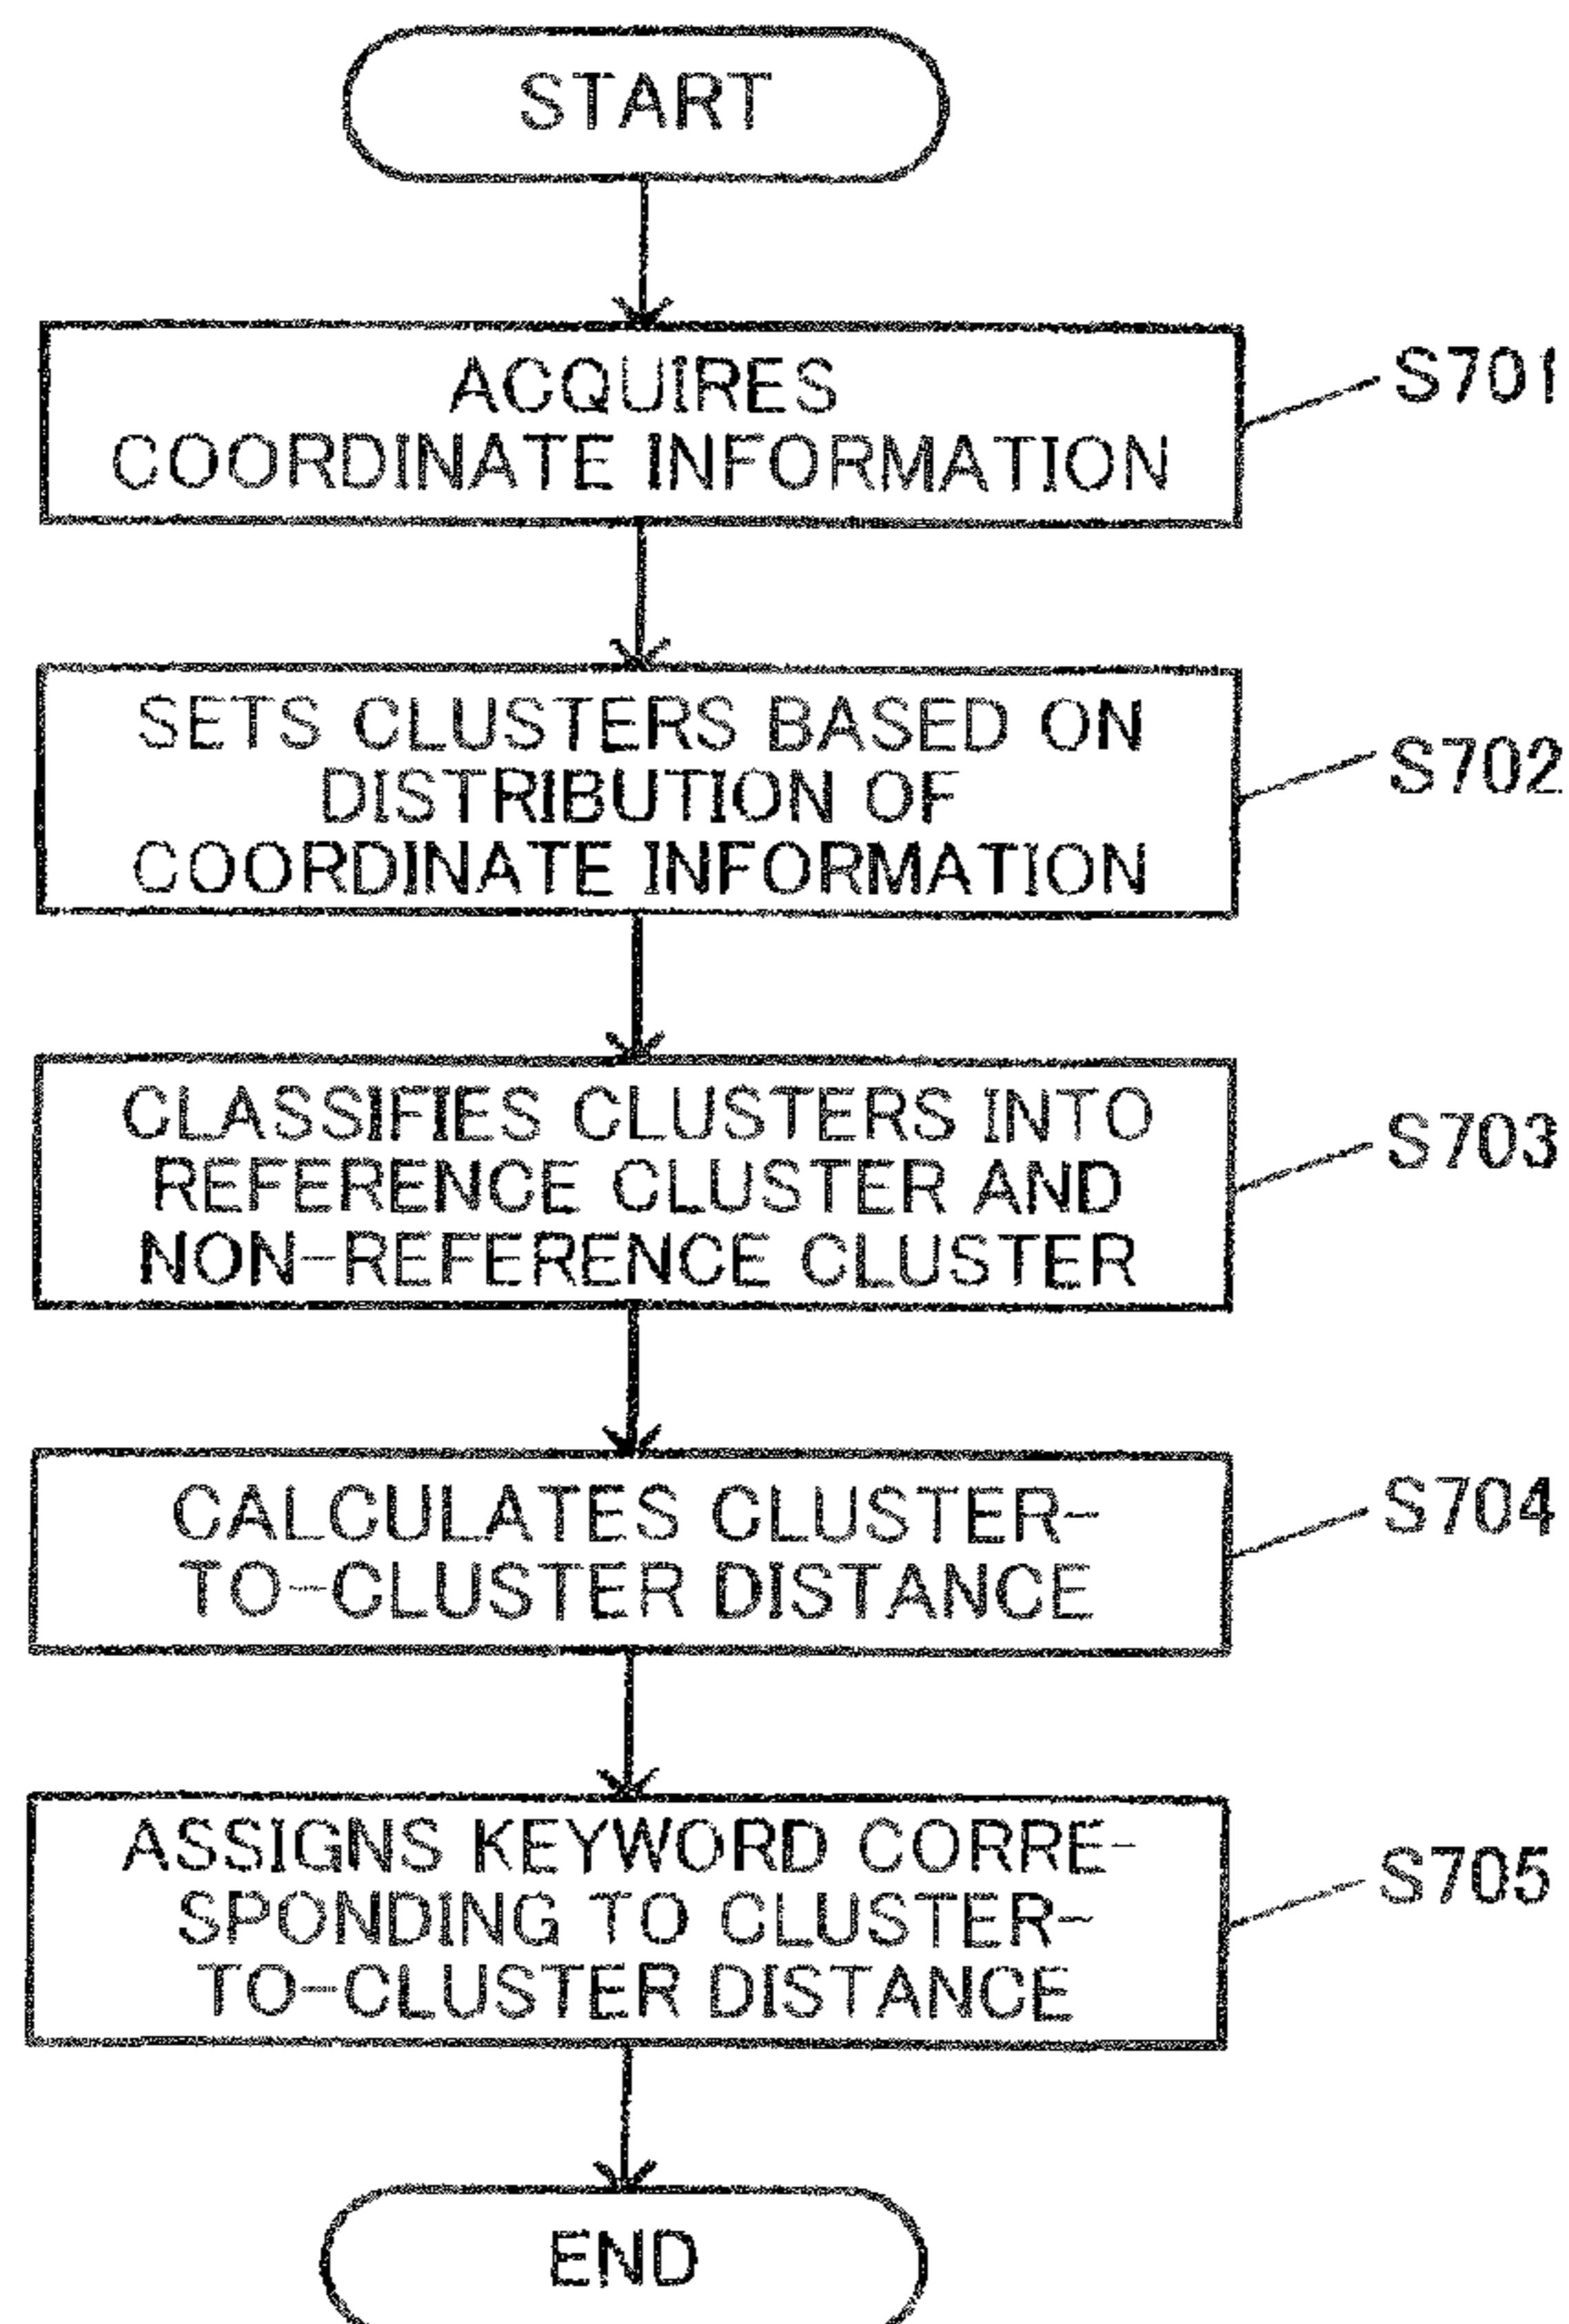 START
ACQUIRES
COORDINATE INFORMATION
S701
SETS CLUSTERS BASED ON
DISTRIBUTION OF
COORDINATE INFORMATION
S702
CLASSIFIES CLUSTERS INTO
REFERENCE CLUSTER AND
NON-REFERENCE CLUSTER
S703
CALCULATES CLUSTER-
TO-CLUSTER DISTANCE
S704
ASSIGNS KEYWORD CORRE-
SPONDING TO CLUSTER-
TO-CLUSTER DISTANCE
S705
END